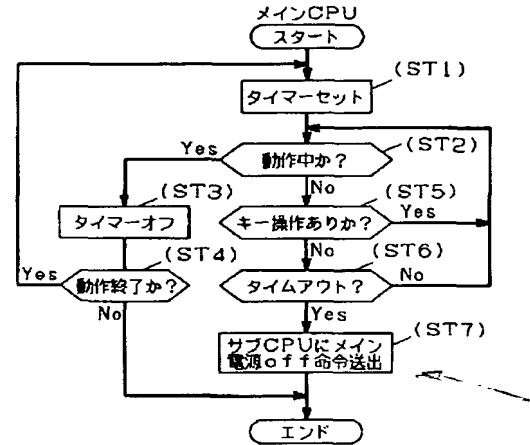 メインCPU
スタート
(ST1)
タイマーセット
(ST2)
Yes
動作中か?
No
(ST3)
(ST5)
タイマーオフ
キー操作ありか?
Yes
(ST4)
No
(ST6)
Yes
動作終了か?
タイムアウト?
No
No
Yes
(ST7)
サブCPUにメイン
電源off命令送出
エンド